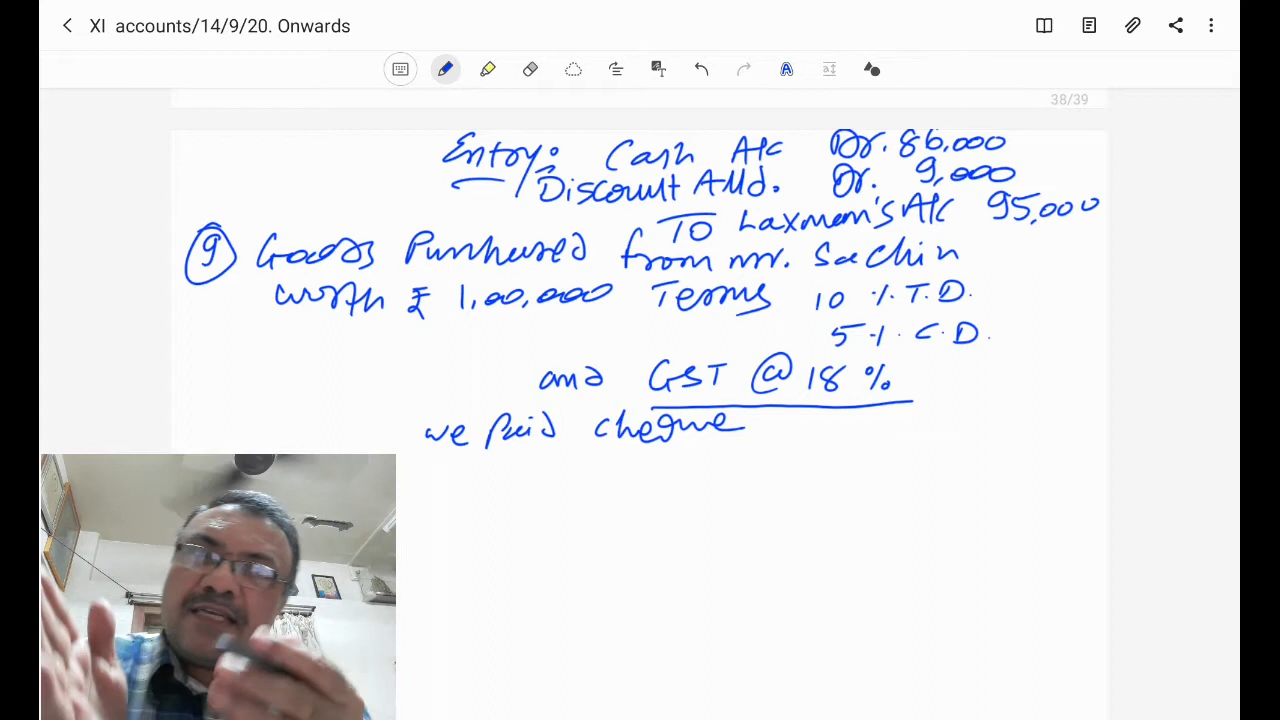 XI accounts/14/9/20. Onwards
38/39
Entry: Cash A/c Dr. 86,000
Discount Alld. Dr. 9,000
To Laxman's A/c 95,000
9 Goods Purchased from Mr. Sachin
worth ₹ 1,00,000 Terms 10 % T.D.
5 % C.D.
and GST @ 18 %
we Paid cheque